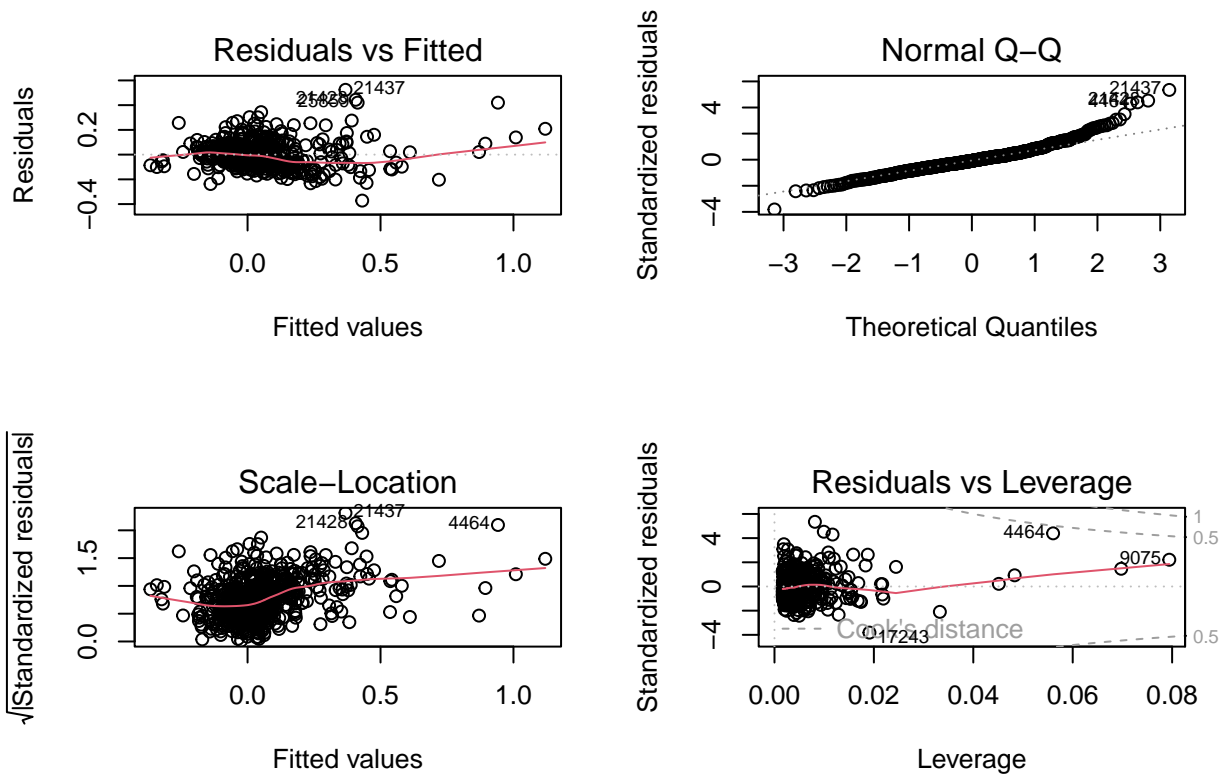 Residuals vs Fitted
Residuals
0.2
−0.4
21437
21428
25859
0.0 0.5 1.0
Fitted values
Normal Q−Q
Standardized residuals
4
0
−4
21437
21428
4464
−3 −2 −1 0 1 2 3
Theoretical Quantiles
Scale−Location
√|Standardized residuals|
1.5
0.0
21437
21428
4464
0.0 0.5 1.0
Fitted values
Residuals vs Leverage
Standardized residuals
4
0
−4
4464
9075
17243
Cook's distance
1
0.5
0.5
0.00 0.02 0.04 0.06 0.08
Leverage